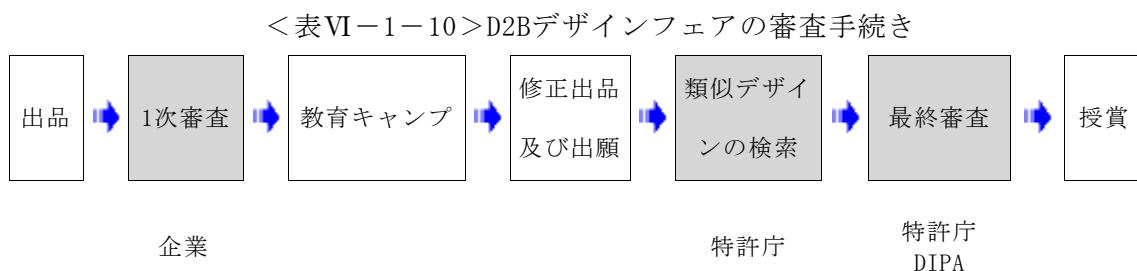 <表Ⅵ－1－10>D2Bデザインフェアの審査手続き
出品
1次審査
教育キャンプ
修正出品
及び出願
類似デザイ
ンの検索
最終審査
授賞
企業
特許庁
特許庁
DIPA